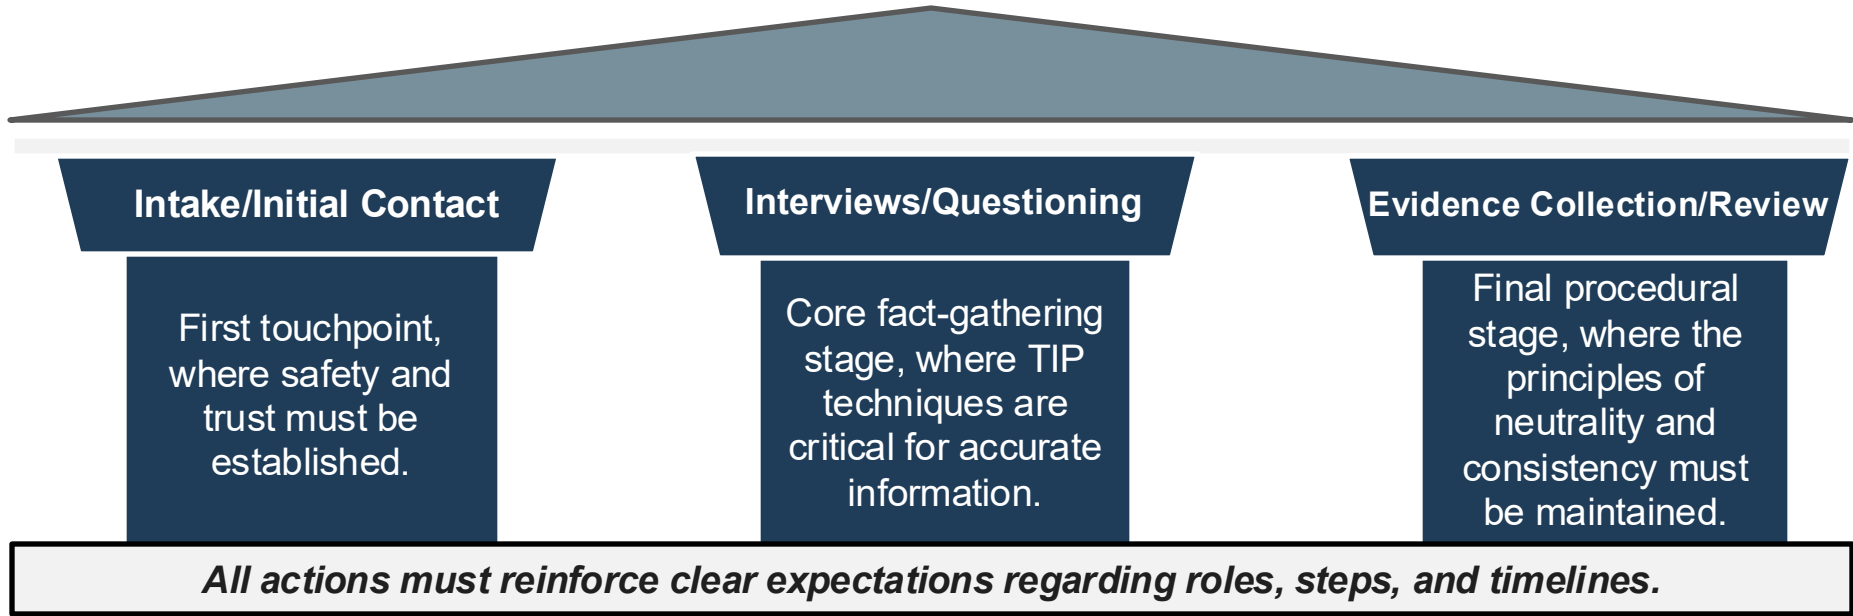 Intake/Initial Contact
First touchpoint,
where safety and
trust must be
established.
Interviews/Questioning
Core fact-gathering
stage, where TIP
techniques are
critical for accurate
information.
Evidence Collection/Review
Final procedural
stage, where the
principles of
neutrality and
consistency must
be maintained.
All actions must reinforce clear expectations regarding roles, steps, and timelines.